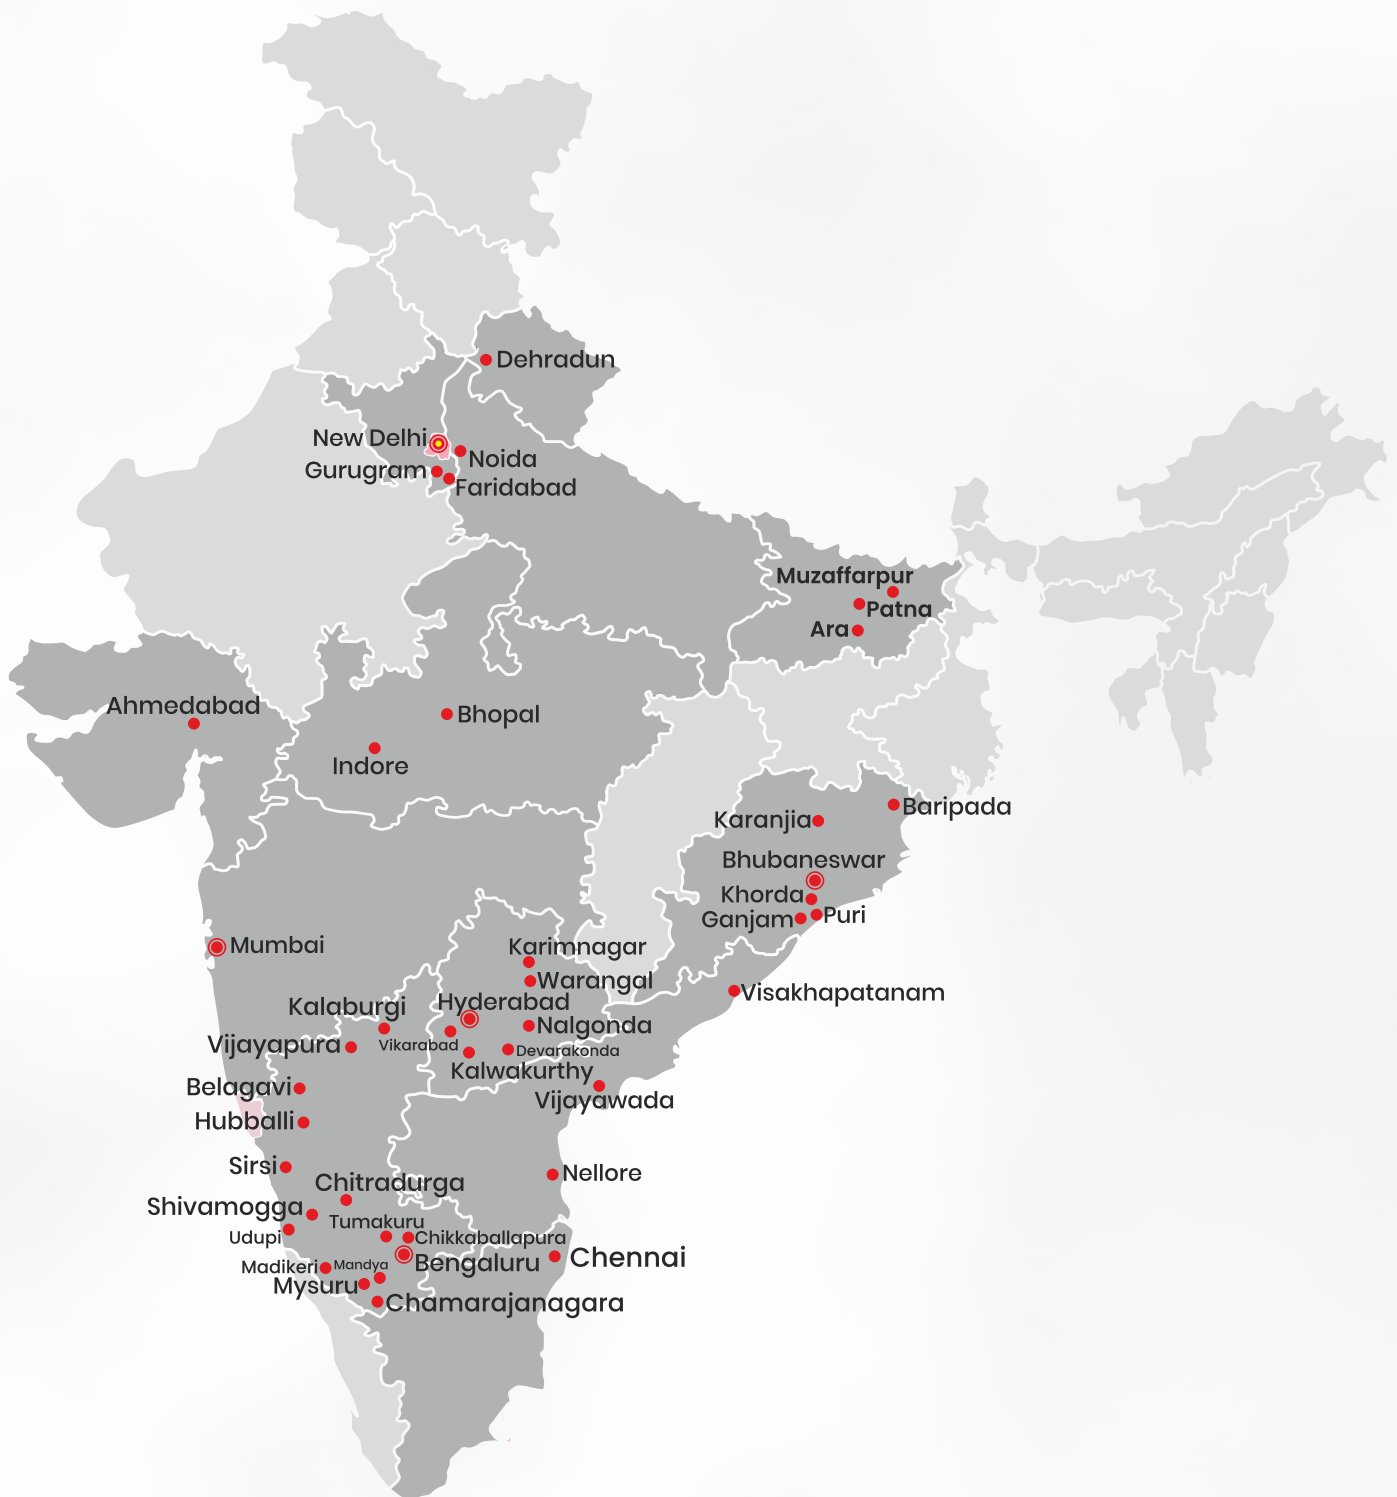 Dehradun
New Delhi
Noida
Gurugram
Faridabad
Muzaffarpur
Patna
Ara
Ahmedabad
Bhopal
Indore
Baripada
Karanjia
Bhubaneswar
Khorda
Puri
Ganjam
Mumbai
Karimnagar
Warangal
Visakhapatanam
Hyderabad
Kalaburgi
Nalgonda
Vijayapura
Vikarabad
Devarakonda
Kalwakurthy
Belagavi
Vijayawada
Hubballi
Sirsi
Nellore
Chitradurga
Shivamogga
Tumakuru
Udupi
Chikkaballapura
Chennai
Bengaluru
Madikeri
Mandya
Mysuru
Chamarajanagara